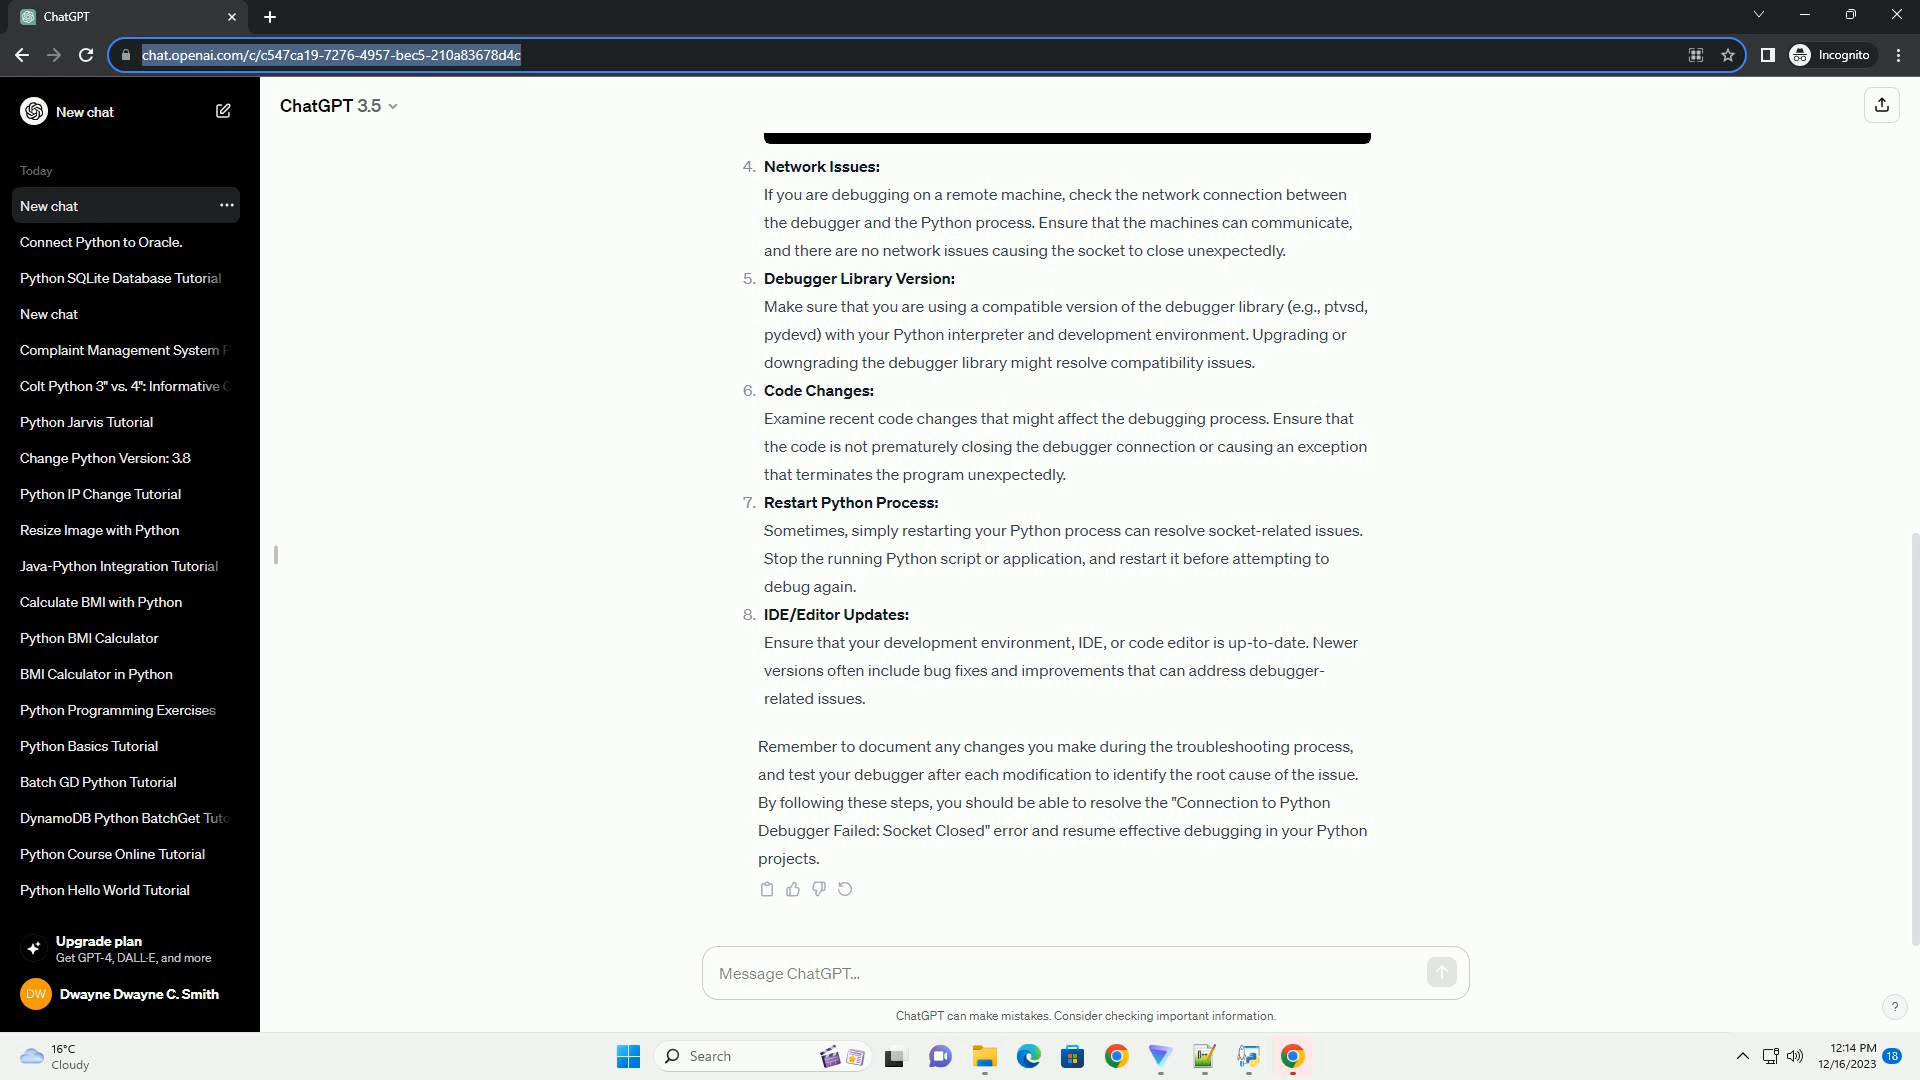 ChatGPT
chat.openai.com/c/c547ca19-7276-4957-bec5-210a83678d4c
Incognito
New chat
ChatGPT 3.5
Today
New chat
Connect Python to Oracle.
Python SQLite Database Tutorial
New chat
Complaint Management System P
Colt Python 3" vs. 4": Informative C
Python Jarvis Tutorial
Change Python Version: 3.8
Python IP Change Tutorial
Resize Image with Python
Java-Python Integration Tutorial
Calculate BMI with Python
Python BMI Calculator
BMI Calculator in Python
Python Programming Exercises
Python Basics Tutorial
Batch GD Python Tutorial
DynamoDB Python BatchGet Tuto
Python Course Online Tutorial
Python Hello World Tutorial
Upgrade plan
Get GPT-4, DALL·E, and more
DW
Dwayne Dwayne C. Smith
4. Network Issues:
If you are debugging on a remote machine, check the network connection between
the debugger and the Python process. Ensure that the machines can communicate,
and there are no network issues causing the socket to close unexpectedly.
5. Debugger Library Version:
Make sure that you are using a compatible version of the debugger library (e.g., ptvsd,
pydevd) with your Python interpreter and development environment. Upgrading or
downgrading the debugger library might resolve compatibility issues.
6. Code Changes:
Examine recent code changes that might affect the debugging process. Ensure that
the code is not prematurely closing the debugger connection or causing an exception
that terminates the program unexpectedly.
7. Restart Python Process:
Sometimes, simply restarting your Python process can resolve socket-related issues.
Stop the running Python script or application, and restart it before attempting to
debug again.
8. IDE/Editor Updates:
Ensure that your development environment, IDE, or code editor is up-to-date. Newer
versions often include bug fixes and improvements that can address debugger-
related issues.
Remember to document any changes you make during the troubleshooting process,
and test your debugger after each modification to identify the root cause of the issue.
By following these steps, you should be able to resolve the "Connection to Python
Debugger Failed: Socket Closed" error and resume effective debugging in your Python
projects.
Message ChatGPT...
ChatGPT can make mistakes. Consider checking important information.
?
16°C
Cloudy
Search
12:14 PM
12/16/2023
18